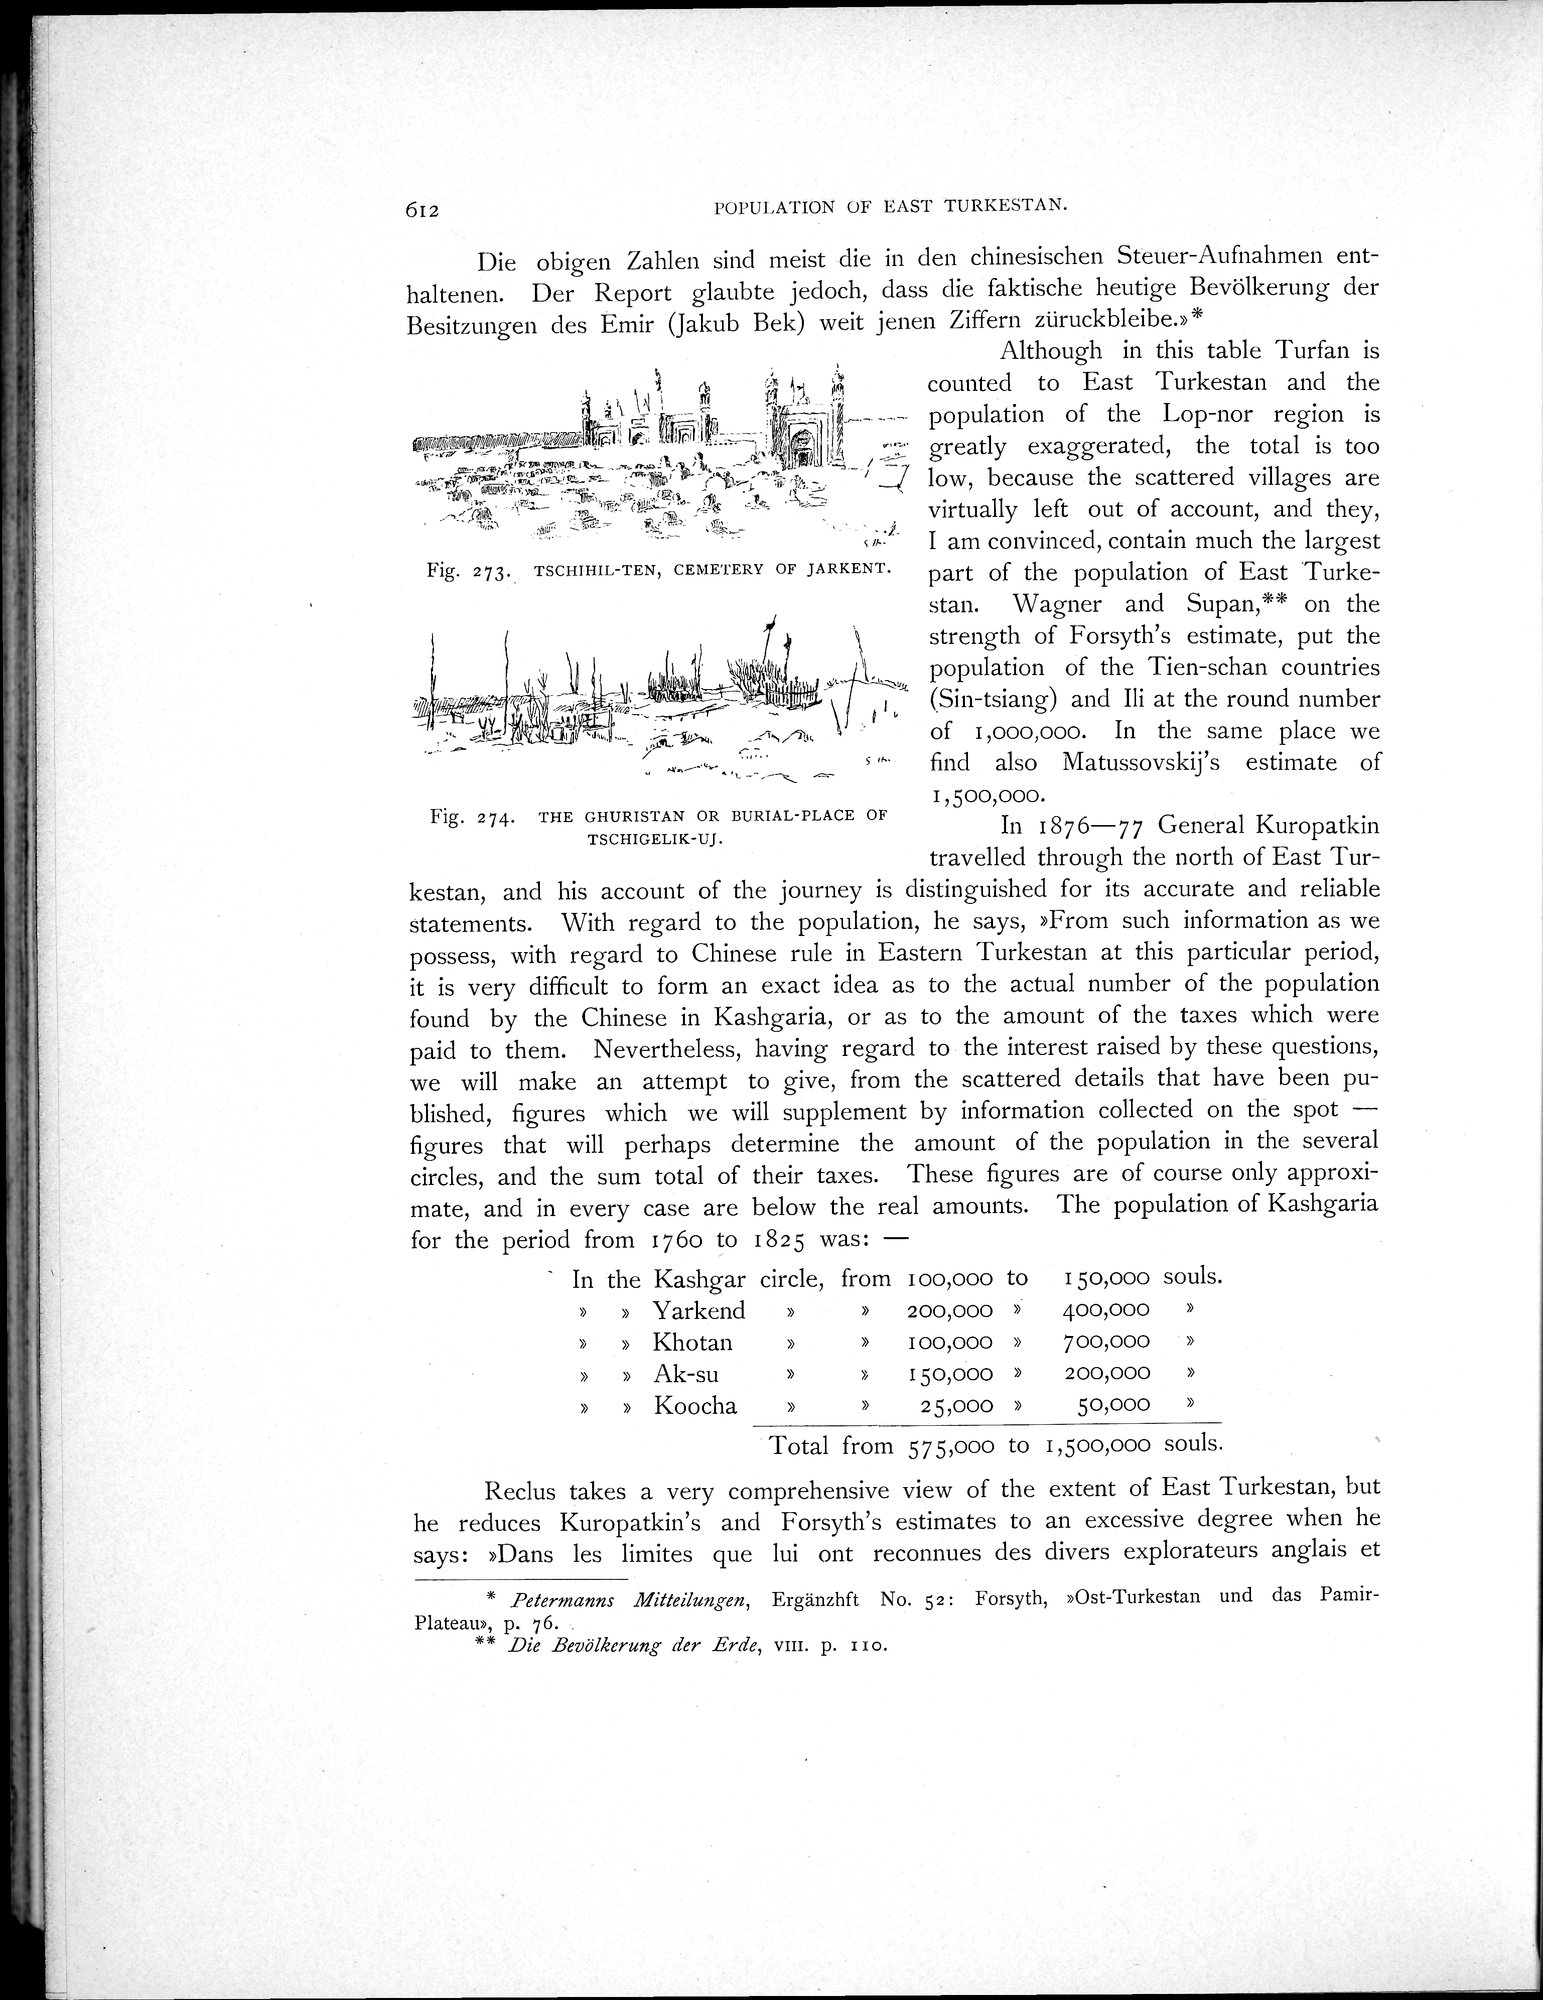 612 POPULATION OF EAST TURKESTAN.
Die obigen Zahlen sind meist die in den chinesischen Steuer-Aufnahmen ent-
haltenen. Der Report glaubte jedoch, dass die faktische heutige Bevölkerung der
Besitzungen des Emir (Jakub Bek) weit jenen Ziffern züruckbleibe.»*
Although in this table Turfan is
counted to East Turkestan and the
population of the Lop-nor region is
greatly exaggerated, the total is too
low, because the scattered villages are
virtually left out of account, and they,
I am convinced, contain much the largest
part of the population of East Turke-
stan. Wagner and Supan,** on the
strength of Forsyth's estimate, put the
population of the Tien-schan countries
(Sin-tsiang) and Ili at the round number
of 1,000,000. In the same place we
find also Matussovskij's estimate of
1,500,000.
Fig. 273. TSCHIHIL-TEN, CEMETERY OF JARKENT.
Fig. 274. THE GHURISTAN OR BURIAL-PLACE OF
TSCHIGELIK-UJ.
In 1876—77 General Kuropatkin
travelled through the north of East Tur-
kestan, and his account of the journey is distinguished for its accurate and reliable
statements. With regard to the population, he says, »From such information as we
possess, with regard to Chinese rule in Eastern Turkestan at this particular period,
it is very difficult to form an exact idea as to the actual number of the population
found by the Chinese in Kashgaria, or as to the amount of the taxes which were
paid to them. Nevertheless, having regard to the interest raised by these questions,
we will make an attempt to give, from the scattered details that have been pu-
blished, figures which we will supplement by information collected on the spot —
figures that will perhaps determine the amount of the population in the several
circles, and the sum total of their taxes. These figures are of course only approxi-
mate, and in every case are below the real amounts. The population of Kashgaria
for the period from 1760 to 1825 was: —
In the Kashgar circle, from 100,000 to 150,000 souls.
» » Yarkend » » 200,000 » 400,000 »
» » Khotan » » 100,000 » 700,000 »
» » Ak-su » » 150,000 » 200,000 »
» » Koocha » » 25,000 » 50,000 »
Total from 575,000 to 1,500,000 souls.
Reclus takes a very comprehensive view of the extent of East Turkestan, but
he reduces Kuropatkin's and Forsyth's estimates to an excessive degree when he
says: »Dans les limites que lui ont reconnues des divers explorateurs anglais et
* Petermanns Mitteilungen, Ergänzhft No. 52: Forsyth, »Ost-Turkestan und das Pamir-
Plateau», p. 76.
** Die Bevölkerung der Erde, VIII. p. 110.